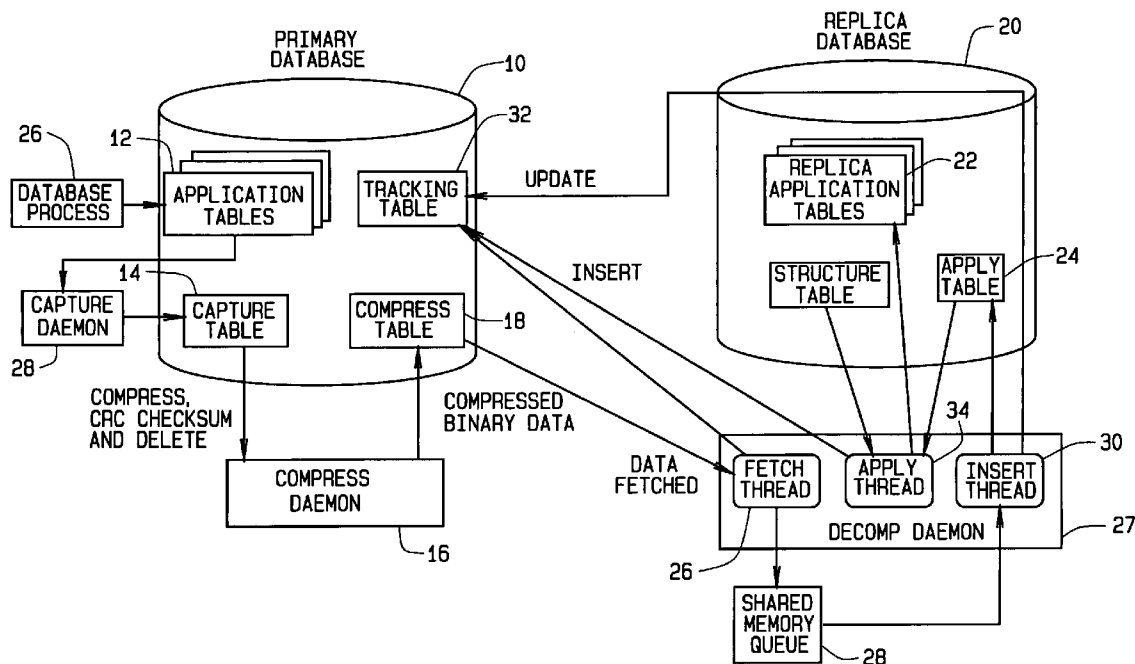 PRIMARY
DATABASE
10
REPLICA
DATABASE
20
26
12
32
DATABASE
PROCESS
APPLICATION
TABLES
TRACKING
TABLE
UPDATE
REPLICA
APPLICATION
TABLES
22
INSERT
14
CAPTURE
DAEMON
28
CAPTURE
TABLE
COMPRESS
TABLE
18
STRUCTURE
TABLE
APPLY
TABLE
24
COMPRESS,
CRC CHECKSUM
AND DELETE
COMPRESSED
BINARY DATA
COMPRESS
DAEMON
16
DATA
FETCHED
FETCH
THREAD
26
APPLY
THREAD
34
INSERT
THREAD
30
DECOMP DAEMON
27
SHARED
MEMORY
QUEUE
28